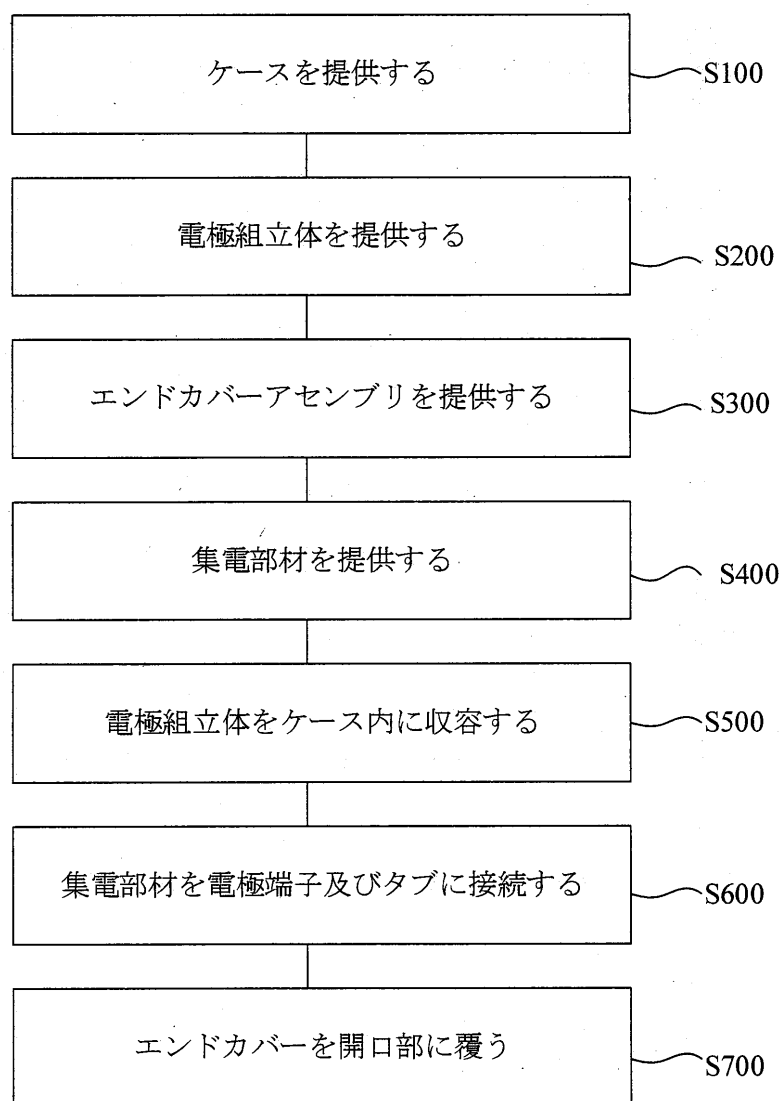 ケースを提供する
S100
電極組立体を提供する
S200
エンドカバーアセンブリを提供する
S300
集電部材を提供する
S400
電極組立体をケース内に収容する
S500
集電部材を電極端子及びタブに接続する
S600
エンドカバーを開口部に覆う
S700